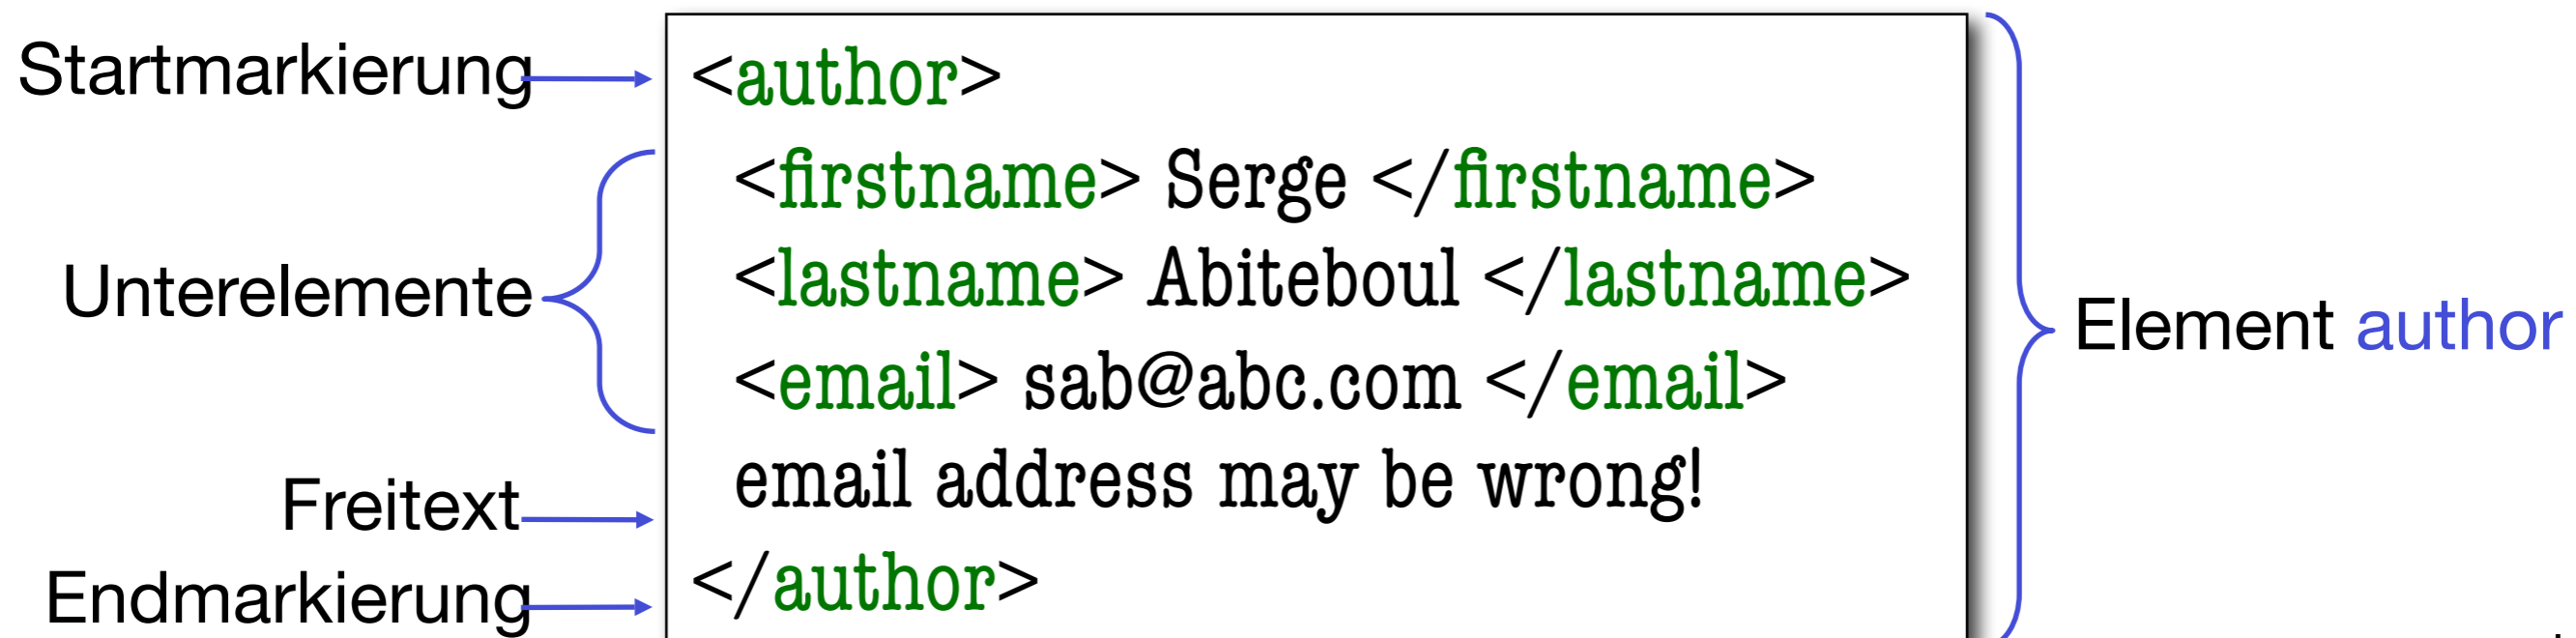 Startmarkierung <author>
<firstname> Serge </firstname>
Unterelemente <lastname> Abiteboul </lastname>
Element author
<email> sab@abc.com </email>
Freitext email address may be wrong!
Endmarkierung </author>